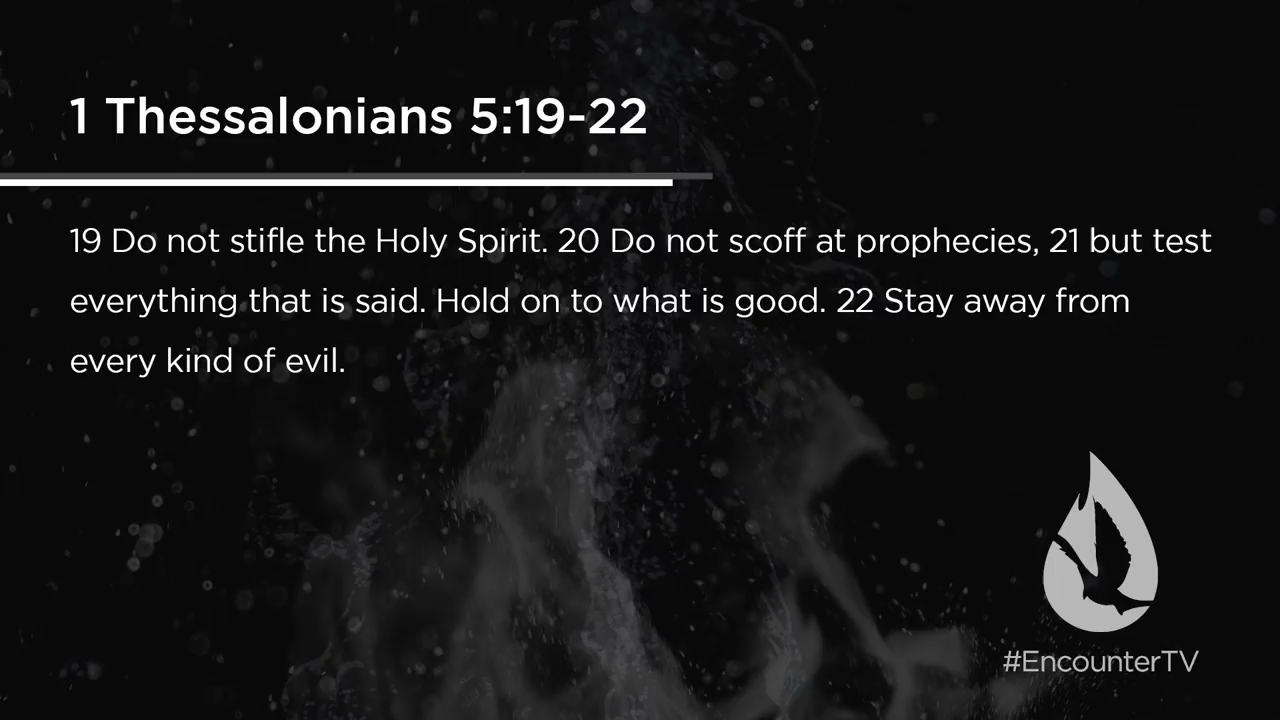 1 Thessalonians 5:19-22
19 Do not stifle the Holy Spirit. 20 Do not scoff at prophecies, 21 but test
everything that is said. Hold on to what is good. 22 Stay away from
every kind of evil.
#EncounterTV